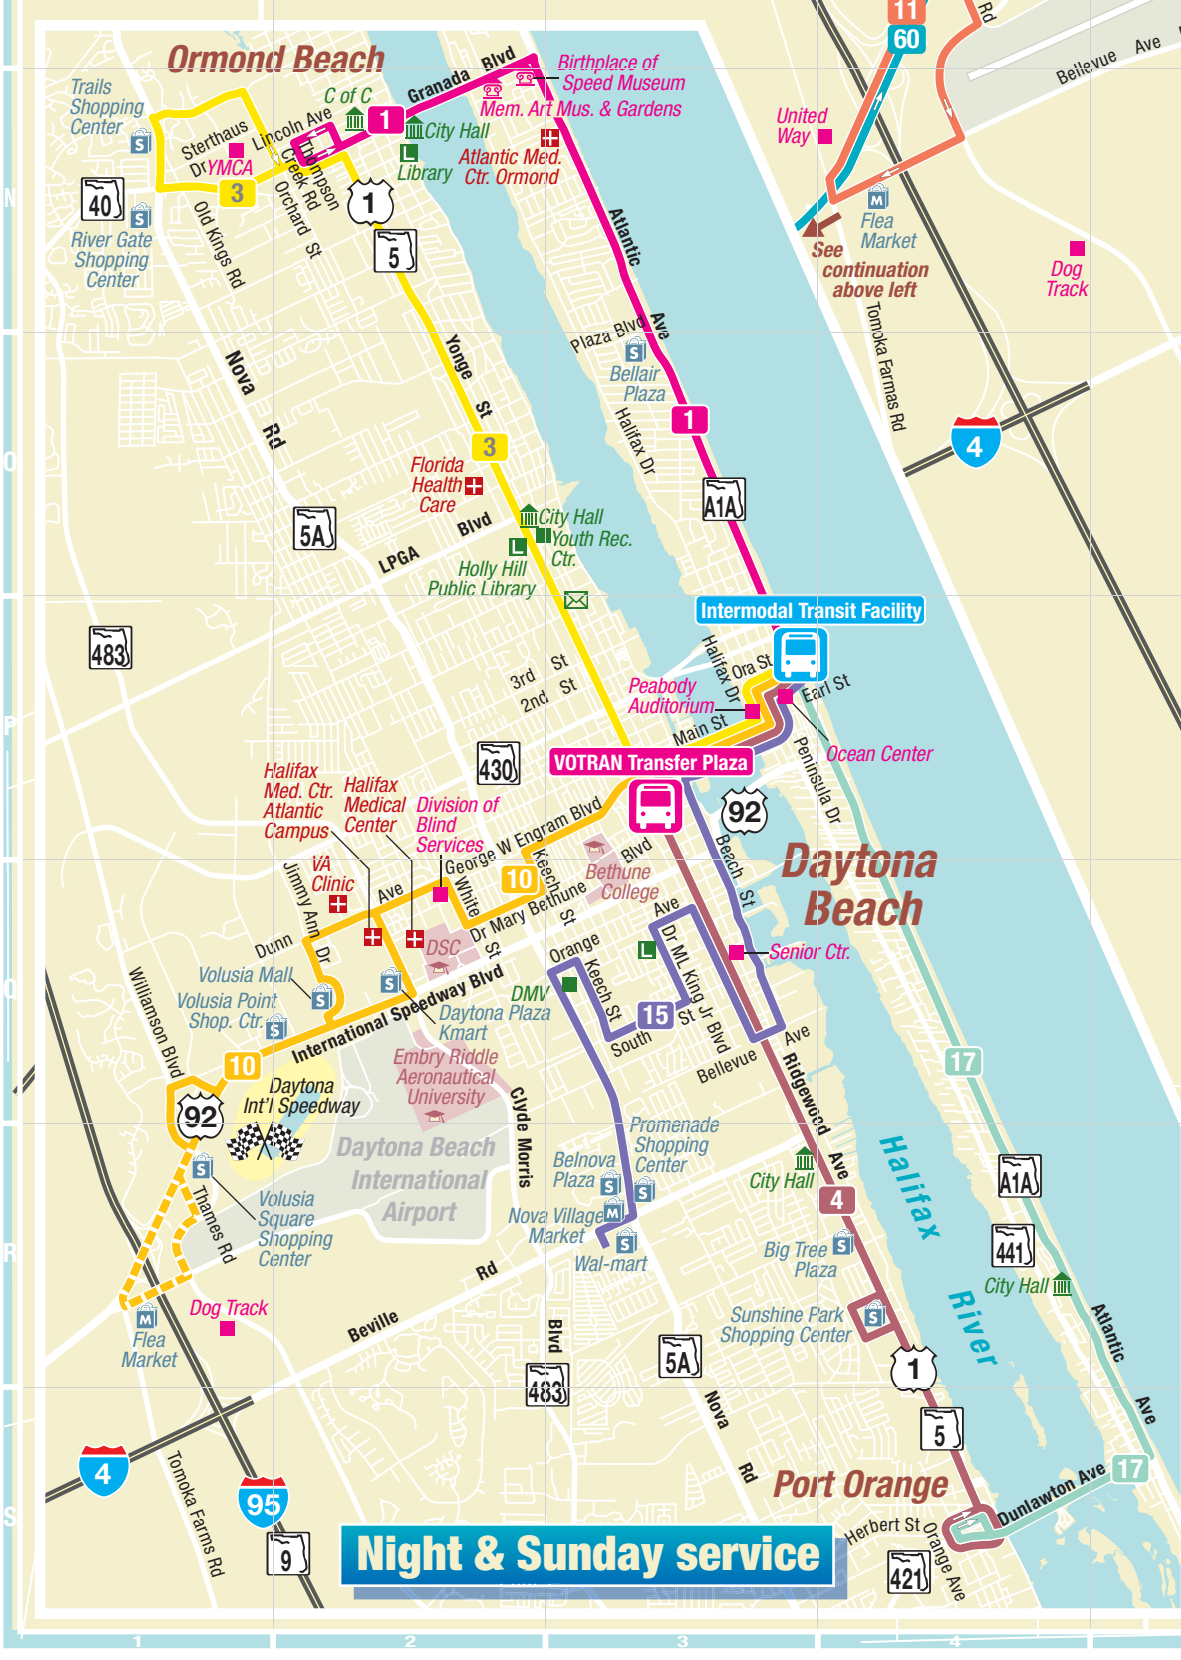 11
60
Rd
Bellevue Ave
Ormond Beach
Granada Blvd
Birthplace of
Speed Museum
Trails
Shopping
Center
C of C
Mem. Art Mus. & Gardens
1
City Hall
United
Way
Sterthaus
Dr
Lincoln Ave
YMCA
L
Library
Atlantic Med.
Ctr. Ormond
S
3
Thompson
Creek Rd
Orchard St
Old Kings Rd
40
S
River Gate
Shopping
Center
1
5
N
Atlantic
Ave
M
Flea
Market
See
continuation
above left
Dog
Track
Tomoka Farmas Rd
Nova
Rd
Yonge
St
Plaza Blvd
S
Bellair
Plaza
Halifax Dr
1
4
3
O
Florida
Health
Care
A1A
5A
LPGA
Blvd
City Hall
Youth Rec.
Ctr.
L
Holly Hill
Public Library
Intermodal Transit Facility
483
3rd St
2nd St
Halifax Dr
Ora St
Peabody
Auditorium
Earl St
Main St
Ocean Center
P
430
VOTRAN Transfer Plaza
Peninsula Dr
92
Halifax
Med. Ctr.
Atlantic
Campus
Halifax
Medical
Center
Division of
Blind
Services
George W Engram Blvd
Beach St
Daytona
Beach
VA
Clinic
Jimmy Ann Dr
Ave
White
St
10
Keech St
Bethune
College
Blvd
Dr Mary Bethune
Ave
Dunn
DSC
Orange
L
Dr ML King Jr Blvd
Senior Ctr.
Williamson Blvd
Volusia Mall
S
S
Volusia Point
Shop. Ctr.
S
Daytona Plaza
Kmart
DMV
Keech St
15
South
St
Q
International Speedway Blvd
Bellevue Ave
10
Embry Riddle
Aeronautical
University
Ridgewood
Ave
17
92
Daytona
Int'l Speedway
Clyde Morris
Blvd
Daytona Beach
International
Airport
Promenade
Shopping
Center
Belnova
Plaza
S
S
City Hall
Halifax
River
A1A
S
Thames Rd
Volusia
Square
Shopping
Center
Nova Village
Market
M
4
S
Wal-mart
Big Tree
Plaza
S
441
R
City Hall
Beville
Rd
Dog Track
M
Flea
Market
Sunshine Park
Shopping Center
S
Atlantic
Ave
5A
1
483
Nova
Rd
5
4
Tomoka Farms Rd
95
9
Port Orange
17
Dunlawton Ave
Herbert St
Orange Ave
S
421
Night & Sunday service
1
2
3
4